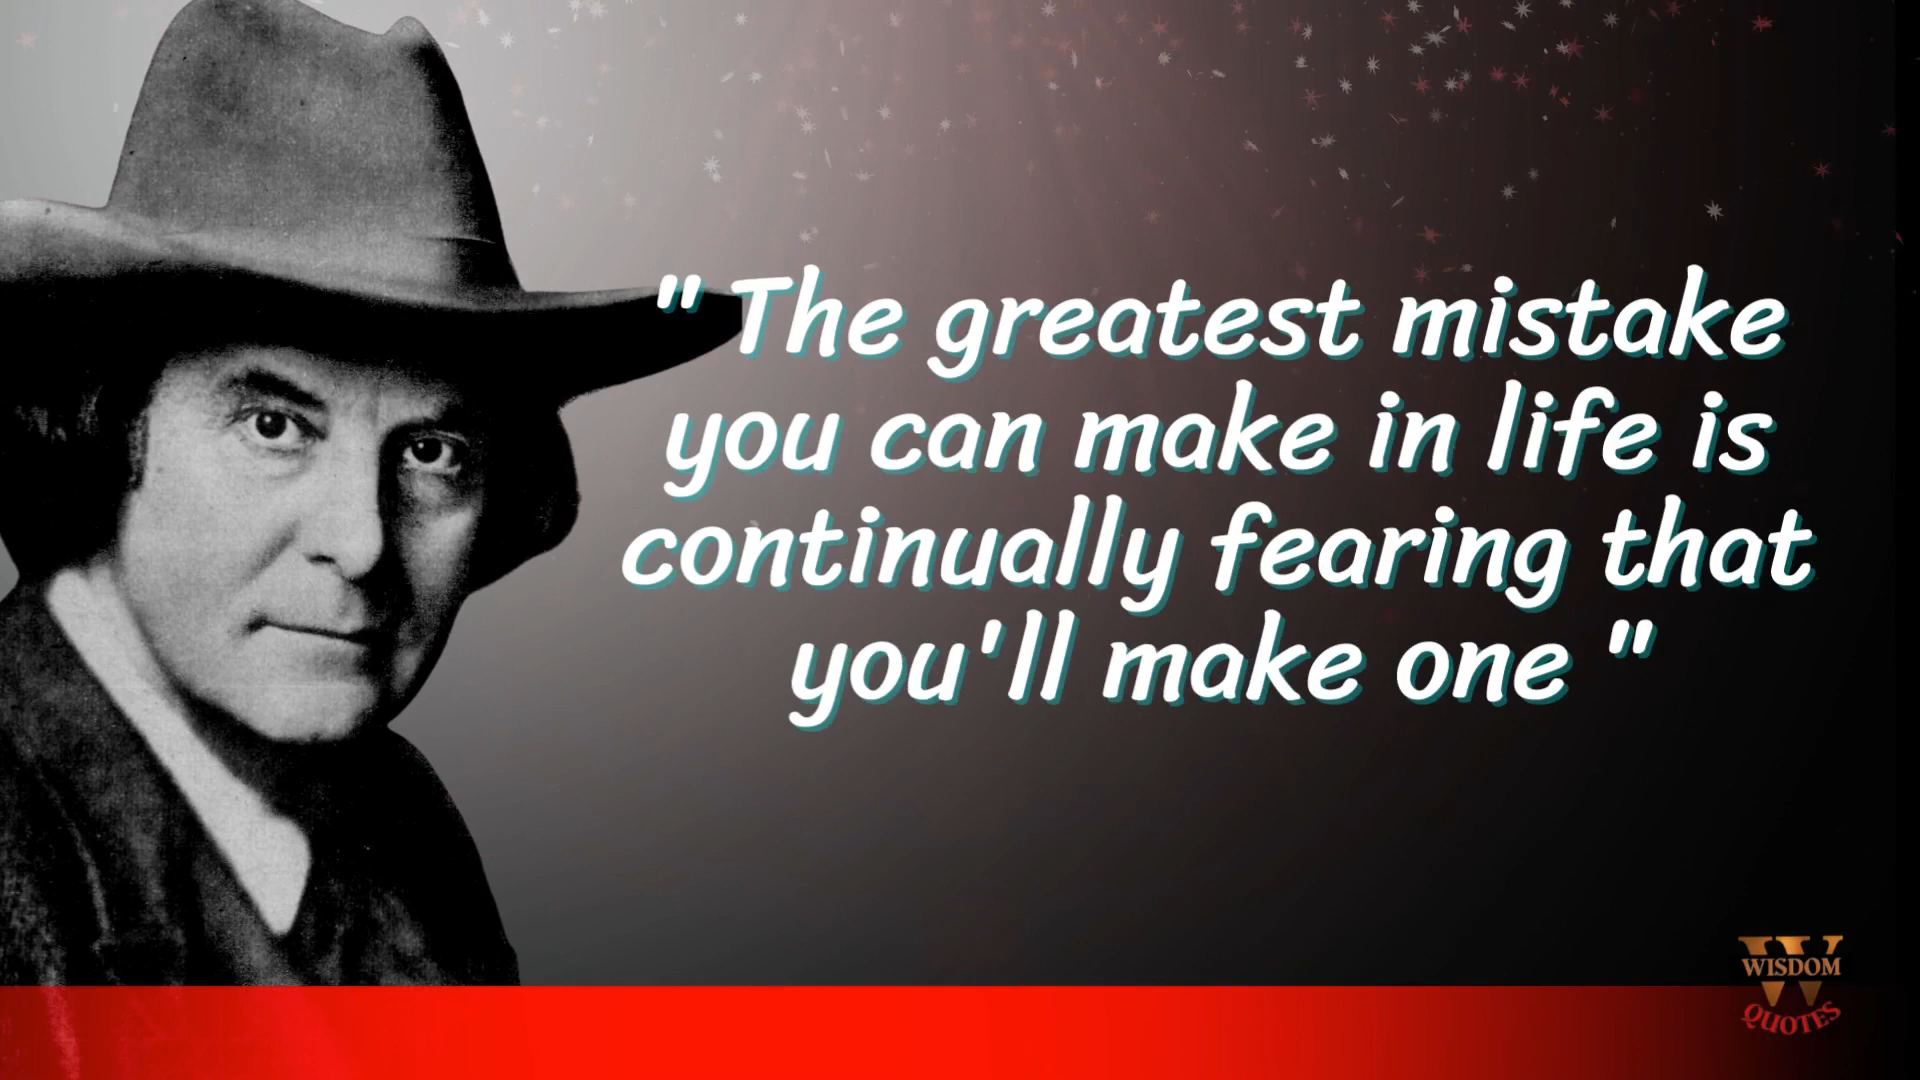 " The greatest mistake
you can make in life is
continually fearing that
you'll make one "
W
WISDOM
QUOTES